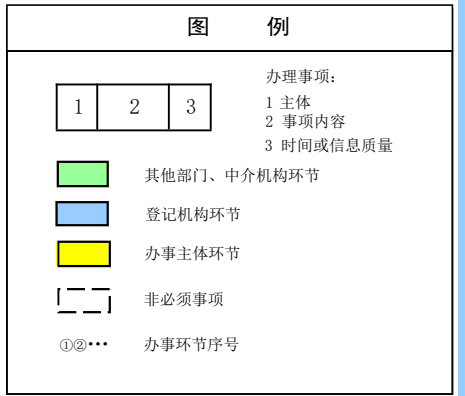 图 例
办理事项：
1 2 3
1 主体
2 事项内容
3 时间或信息质量
其他部门、中介机构环节
登记机构环节
办事主体环节
非必须事项
①②··· 办事环节序号